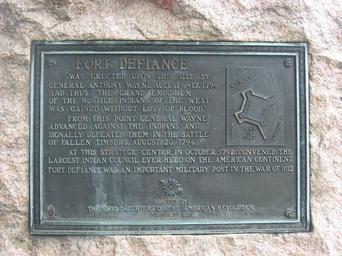 FORT DEFIANCE
WAS ERECTED UPON THIS SITE BY
GENERAL ANTHONY WAYNE AUGUST 9-17, 1794
AND THUS "THE GRAND EMPORIUM
OF THE HOSTILE INDIANS OF THE WEST
WAS GAINED WITHOUT LOSS OF BLOOD."
FROM THIS POINT GENERAL WAYNE
ADVANCED AGAINST THE INDIANS AND
SIGNALLY DEFEATED THEM IN THE BATTLE
OF FALLEN TIMBERS, AUGUST 20, 1794.
AT THIS STRATEGIC CENTER, IN OCTOBER, 1792, CONVENED THE
LARGEST INDIAN COUNCIL EVER HELD ON THE AMERICAN CONTINENT
FORT DEFIANCE WAS AN IMPORTANT MILITARY POST IN THE WAR OF 1812
ERECTED BY
THE OHIO DAUGHTERS OF THE AMERICAN REVOLUTION